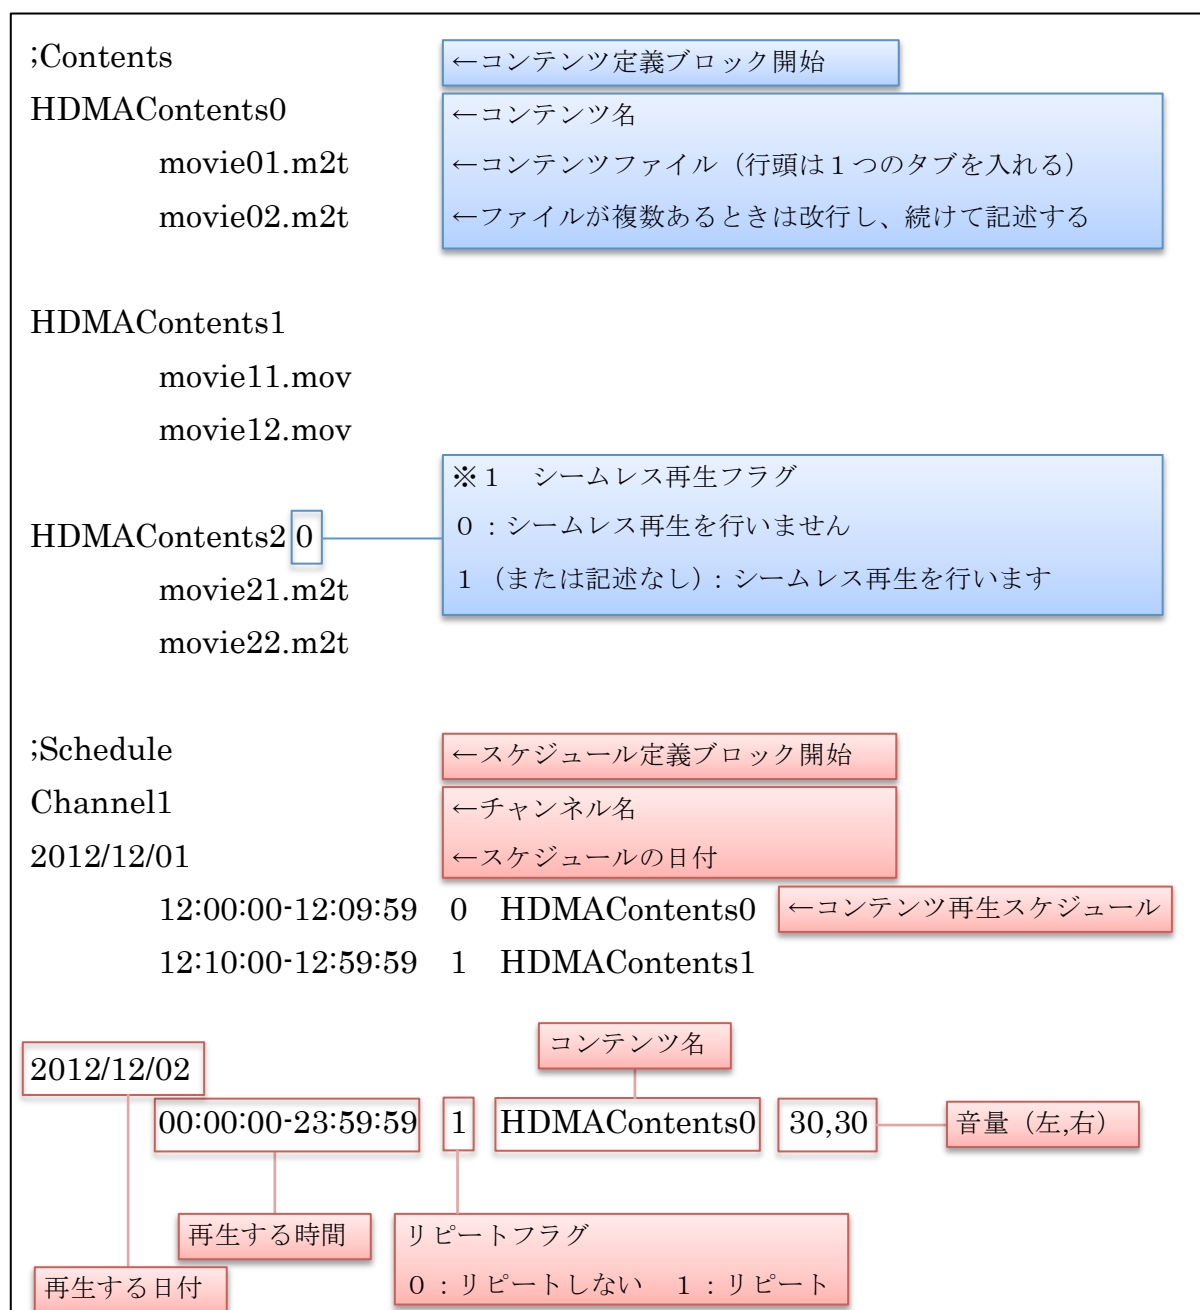 ;Contents ←コンテンツ定義ブロック開始
HDMAContents0 ←コンテンツ名
movie01.m2t ←コンテンツファイル（行頭は１つのタブを入れる）
movie02.m2t ←ファイルが複数あるときは改行し、続けて記述する
HDMAContents1
movie11.mov
movie12.mov
※１　シームレス再生フラグ
０：シームレス再生を行いません
HDMAContents2 0
１（または記述なし）：シームレス再生を行います
movie21.m2t
movie22.m2t
;Schedule ←スケジュール定義ブロック開始
Channel1 ←チャンネル名
2012/12/01 ←スケジュールの日付
12:00:00-12:09:59 0 HDMAContents0 ←コンテンツ再生スケジュール
12:10:00-12:59:59 1 HDMAContents1
コンテンツ名
2012/12/02
00:00:00-23:59:59 1 HDMAContents0 30,30 音量（左,右）
再生する時間
リピートフラグ
０：リピートしない　１：リピート
再生する日付